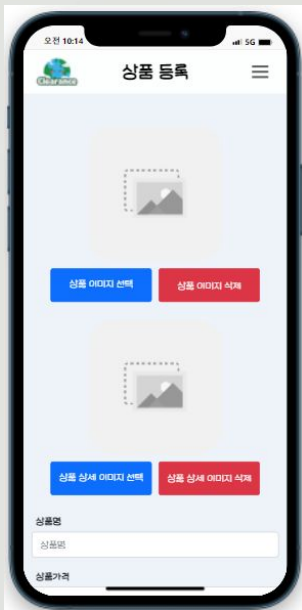 오전 10:14
5G
Clearance
상품 등록
상품 이미지 선택
상품 이미지 삭제
상품 상세 이미지 선택
상품 상세 이미지 삭제
상품명
상품명
상품가격